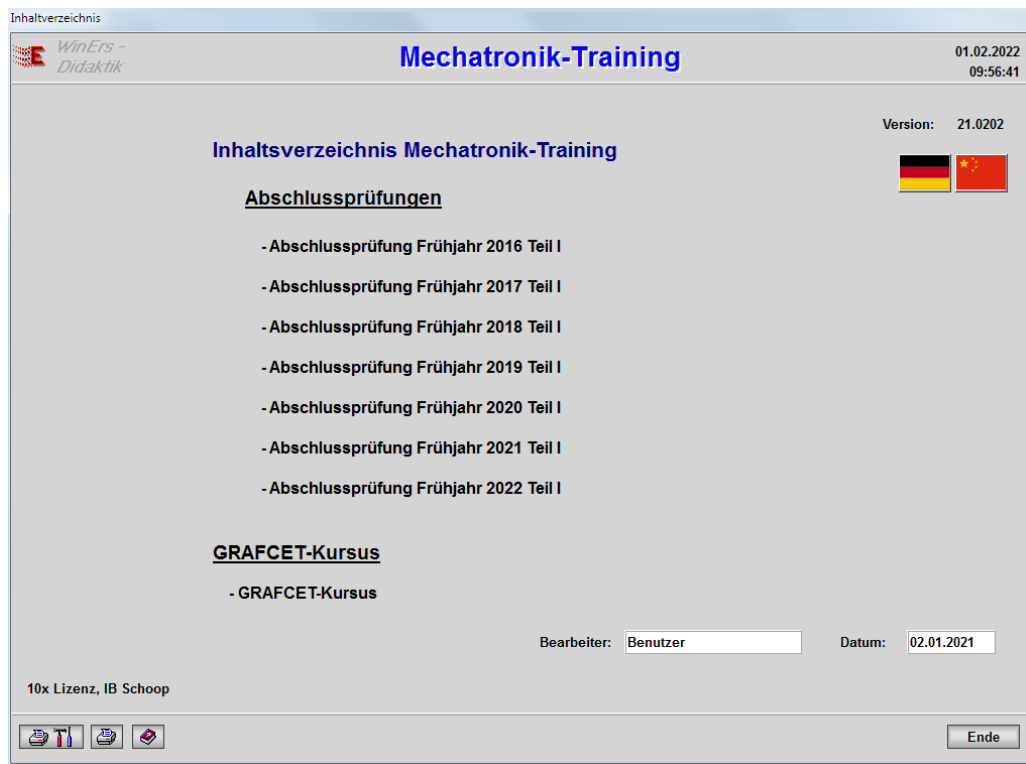 Inhaltverzeichnis
E WinErs -
Didaktik
Mechatronik-Training
01.02.2022
09:56:41
Version: 21.0202
Inhaltsverzeichnis Mechatronik-Training
Abschlussprüfungen
- Abschlussprüfung Frühjahr 2016 Teil I
- Abschlussprüfung Frühjahr 2017 Teil I
- Abschlussprüfung Frühjahr 2018 Teil I
- Abschlussprüfung Frühjahr 2019 Teil I
- Abschlussprüfung Frühjahr 2020 Teil I
- Abschlussprüfung Frühjahr 2021 Teil I
- Abschlussprüfung Frühjahr 2022 Teil I
GRAFCET-Kursus
- GRAFCET-Kursus
Bearbeiter: Benutzer Datum: 02.01.2021
10x Lizenz, IB Schoop
Ende